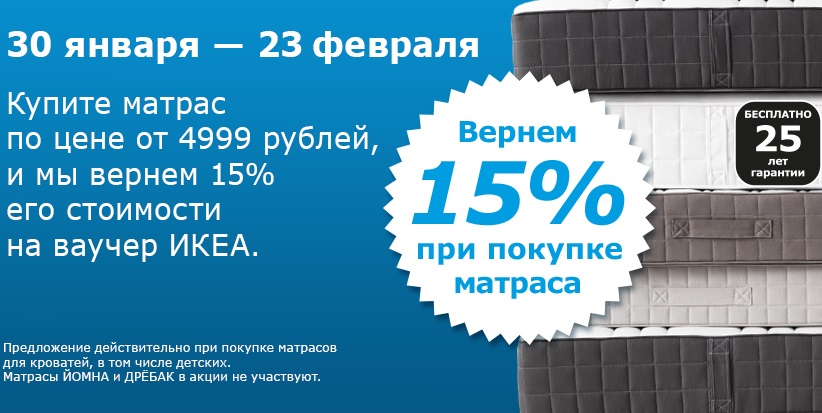 30 января — 23 февраля
Купите матрас
по цене от 4999 рублей,
и мы вернем 15%
его стоимости
на ваучер ИКЕА.
Вернем
15%
при покупке
матраса
БЕСПЛАТНО
25
лет
гарантии
Предложение действительно при покупке матрасов
для кроватей, в том числе детских.
Матрасы ЙОМНА и ДРЁБАК в акции не участвуют.